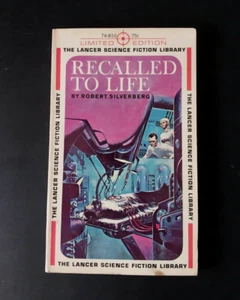 74-810 75c
LIMITED EDITION
THE LANCER SCIENCE FICTION LIBRARY
RECALLED
TO LIFE
BY ROBERT SILVERBERG
THE LANCER SCIENCE FICTION LIBRARY
THE LANCER SCIENCE FICTION LIBRARY
THE LANCER SCIENCE FICTION LIBRARY